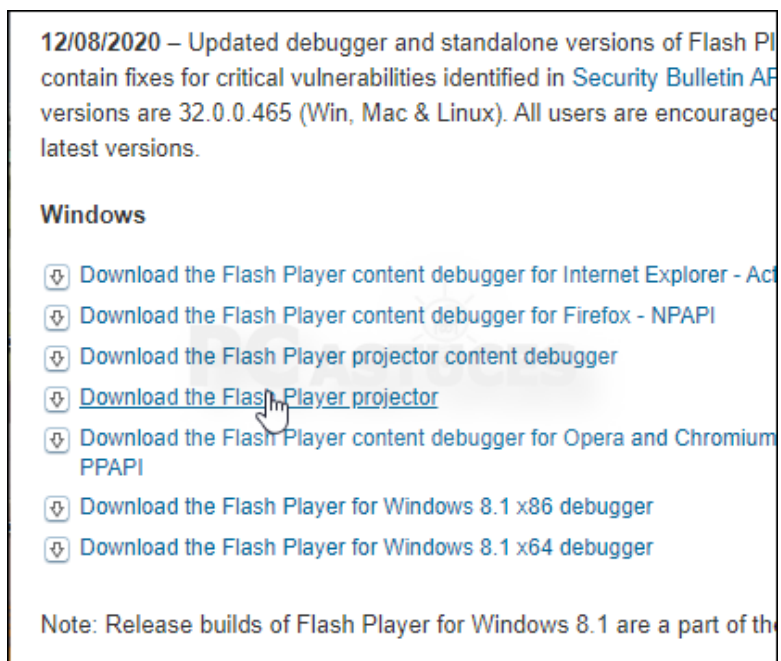 12/08/2020 – Updated debugger and standalone versions of Flash Pl
contain fixes for critical vulnerabilities identified in Security Bulletin AP
versions are 32.0.0.465 (Win, Mac & Linux). All users are encouraged
latest versions.
Windows
Download the Flash Player content debugger for Internet Explorer - Act
Download the Flash Player content debugger for Firefox - NPAPI
Download the Flash Player projector content debugger
Download the Flash Player projector
Download the Flash Player content debugger for Opera and Chromium
PPAPI
Download the Flash Player for Windows 8.1 x86 debugger
Download the Flash Player for Windows 8.1 x64 debugger
Note: Release builds of Flash Player for Windows 8.1 are a part of the
PC ASTUCES